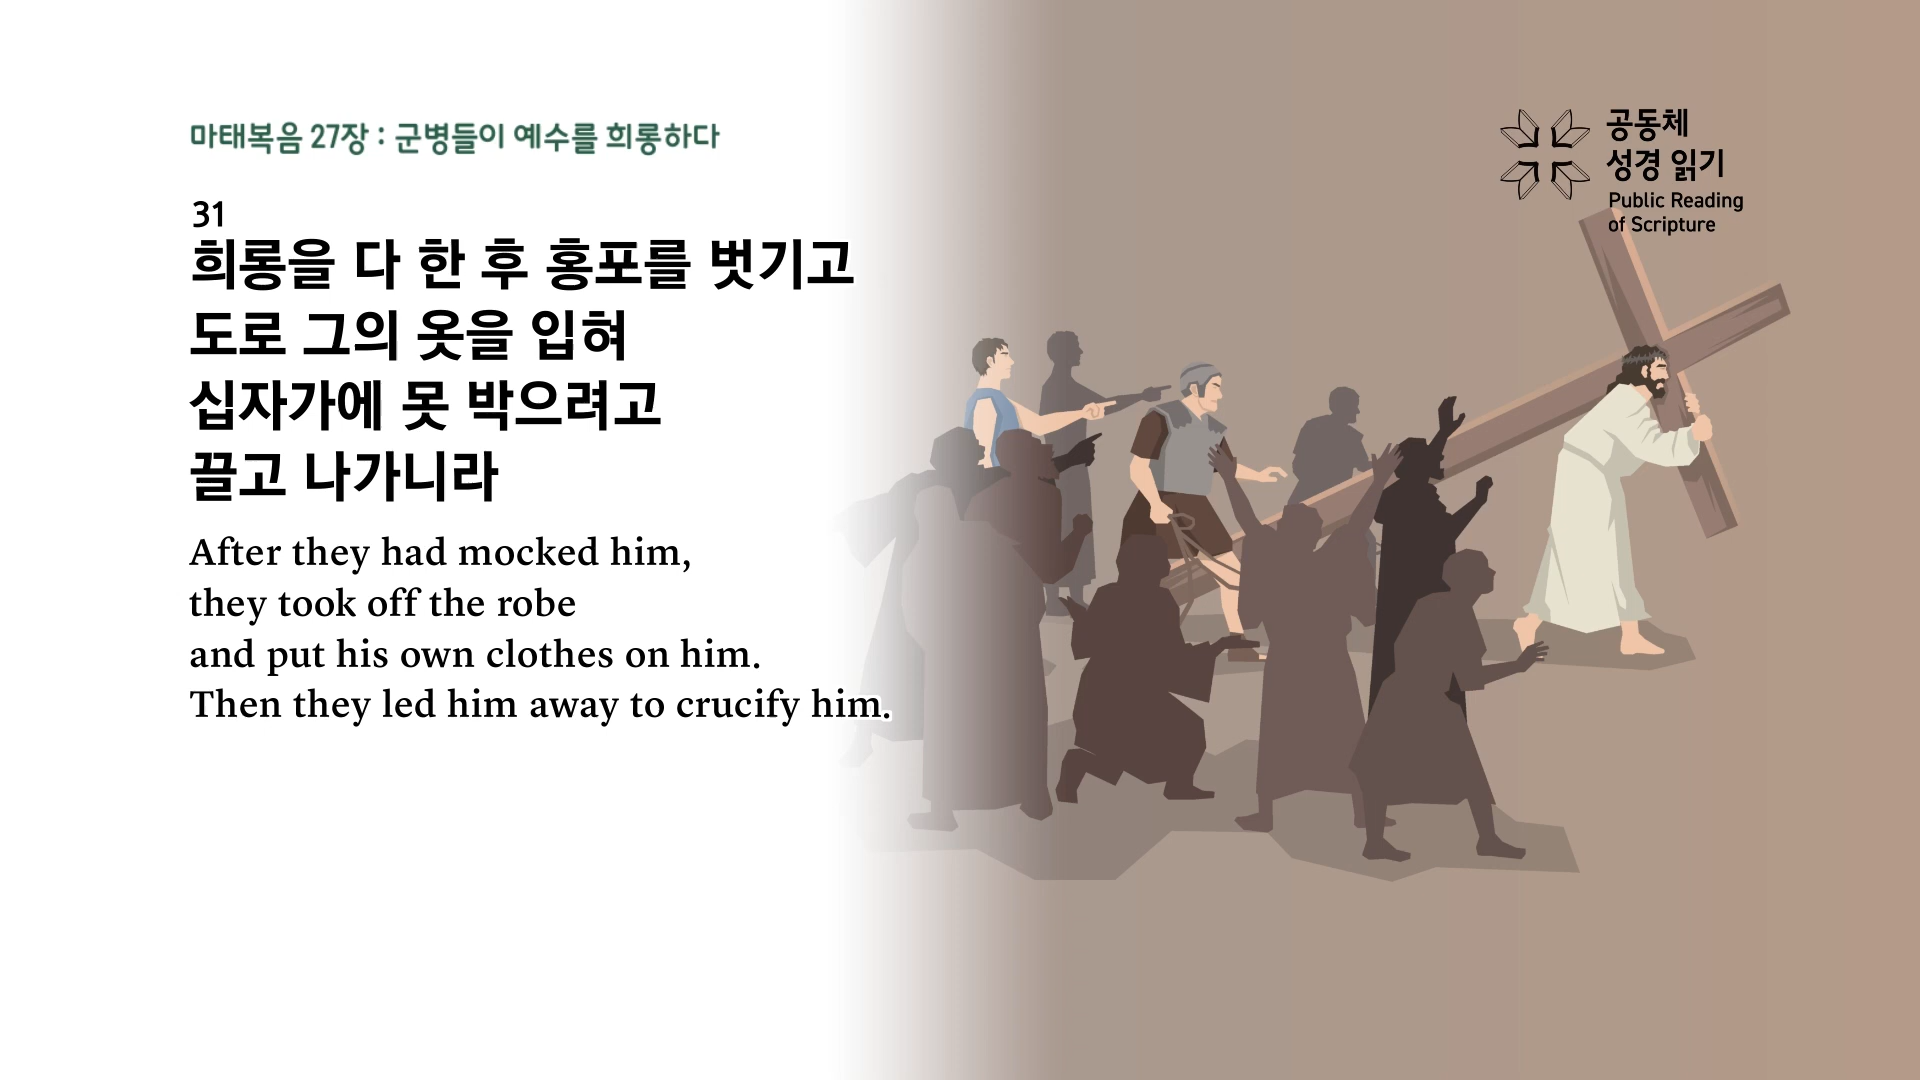 마태복음 27장 : 군병들이 예수를 희롱하다
31
희롱을 다 한 후 홍포를 벗기고
도로 그의 옷을 입혀
십자가에 못 박으려고
끌고 나가니라
After they had mocked him,
they took off the robe
and put his own clothes on him.
Then they led him away to crucify him.
공동체
성경 읽기
Public Reading
of Scripture